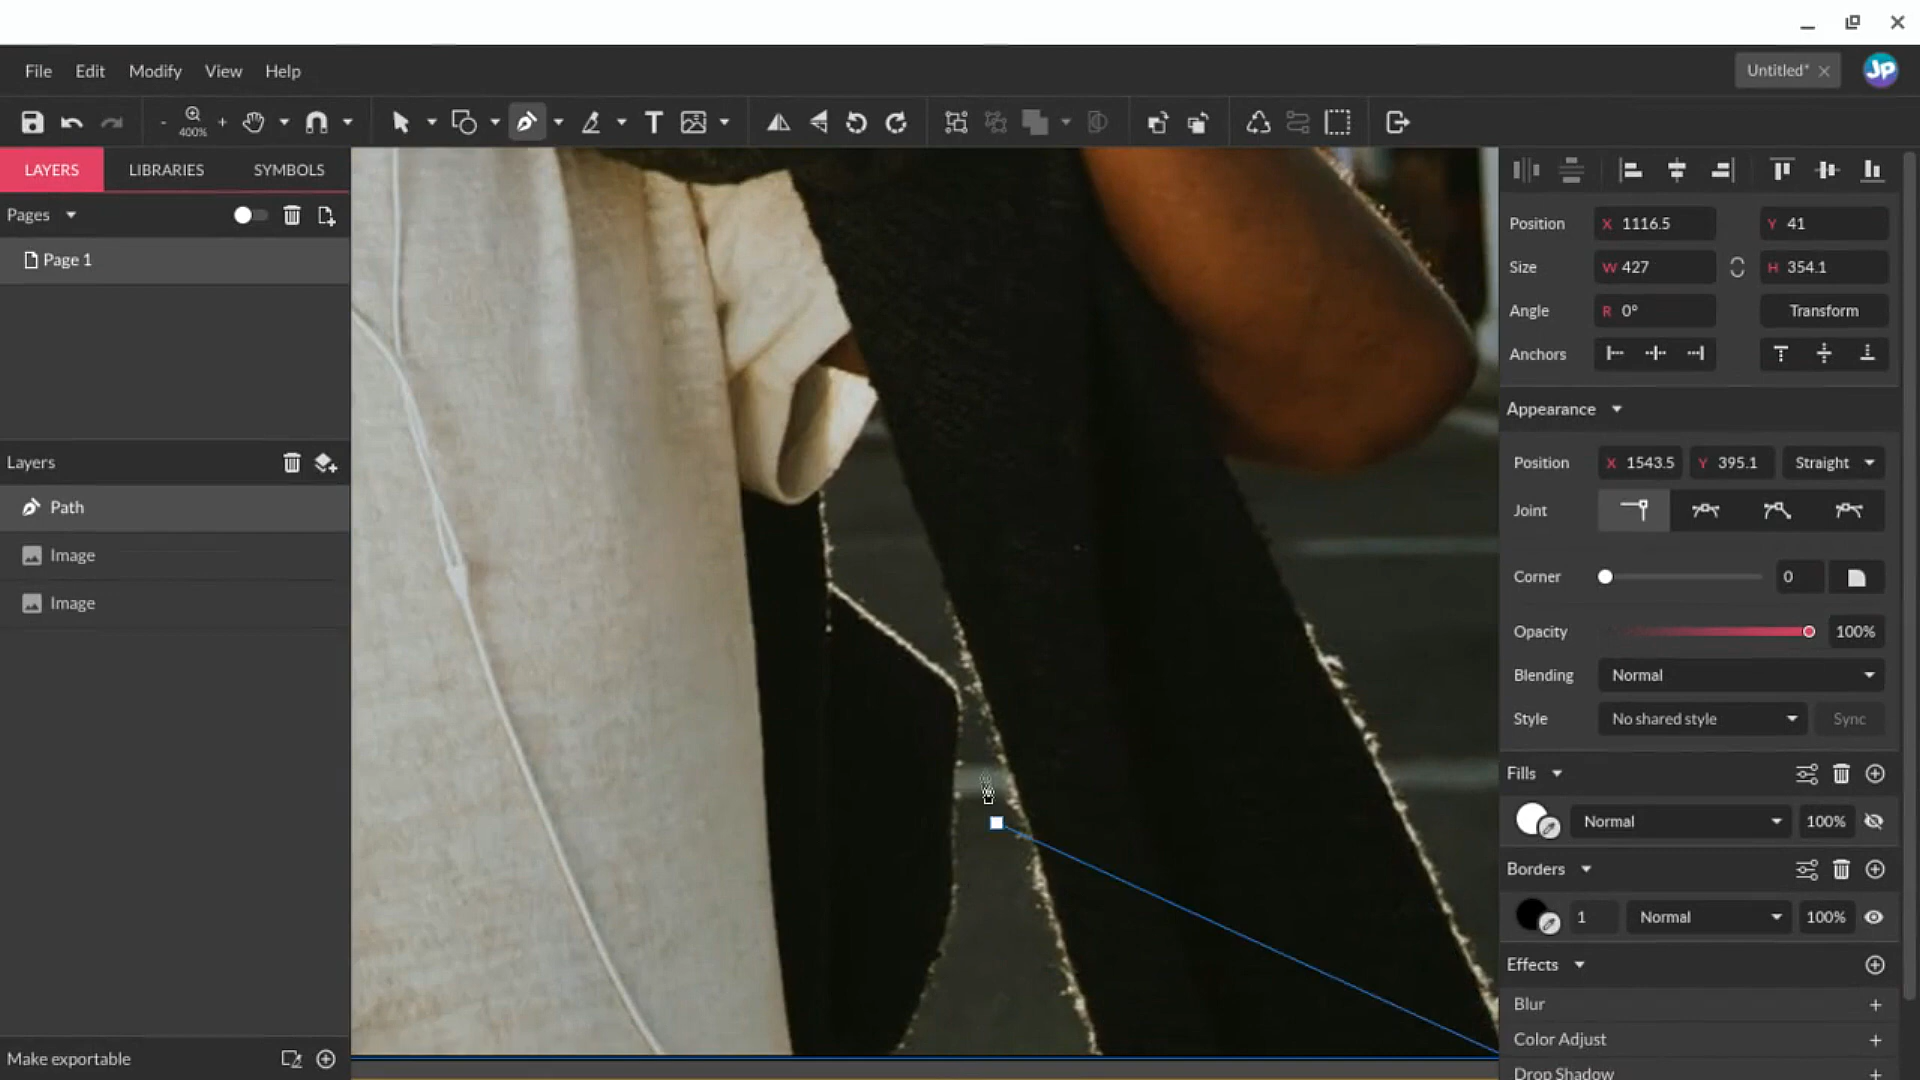 File Edit Modify View Help
Untitled* JP
- 400% +
LAYERS LIBRARIES SYMBOLS
Pages
Page 1
Layers
Path
Image
Image
Make exportable
Position X 1116.5 Y 41
Size W 427 H 354.1
Angle R 0° Transform
Anchors
Appearance
Position X 1543.5 Y 395.1 Straight
Joint
Corner 0
Opacity 100%
Blending Normal
Style No shared style Sync
Fills
Normal 100%
Borders
1 Normal 100%
Effects
Blur +
Color Adjust +
Drop Shadow +